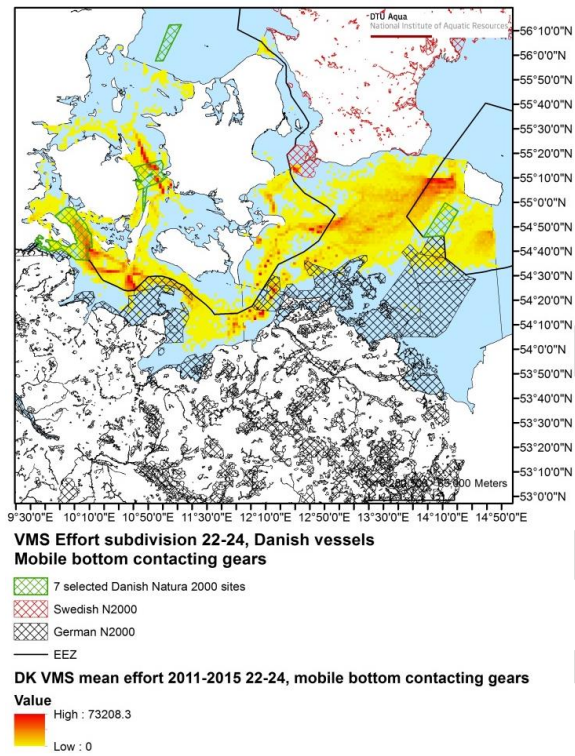 DTU Aqua
National Institute of Aquatic Resources
56°10'0"N
56°0'0"N
55°50'0"N
55°40'0"N
55°30'0"N
55°20'0"N
55°10'0"N
55°0'0"N
54°50'0"N
54°40'0"N
54°30'0"N
54°20'0"N
54°10'0"N
54°0'0"N
53°50'0"N
53°40'0"N
53°30'0"N
53°20'0"N
53°10'0"N
53°0'0"N
Meters
9°30'0"E 10°10'0"E 10°50'0"E 11°20'0"E 12°0'0"E 12°50'0"E 13°30'0"E 14°10'0"E 14°50'0"E
VMS Effort subdivision 22-24, Danish vessels
Mobile bottom contacting gears
7 selected Danish Natura 2000 sites
Swedish N2000
German N2000
EEZ
DK VMS mean effort 2011-2015 22-24, mobile bottom contacting gears
Value
High : 73208.3
Low : 0